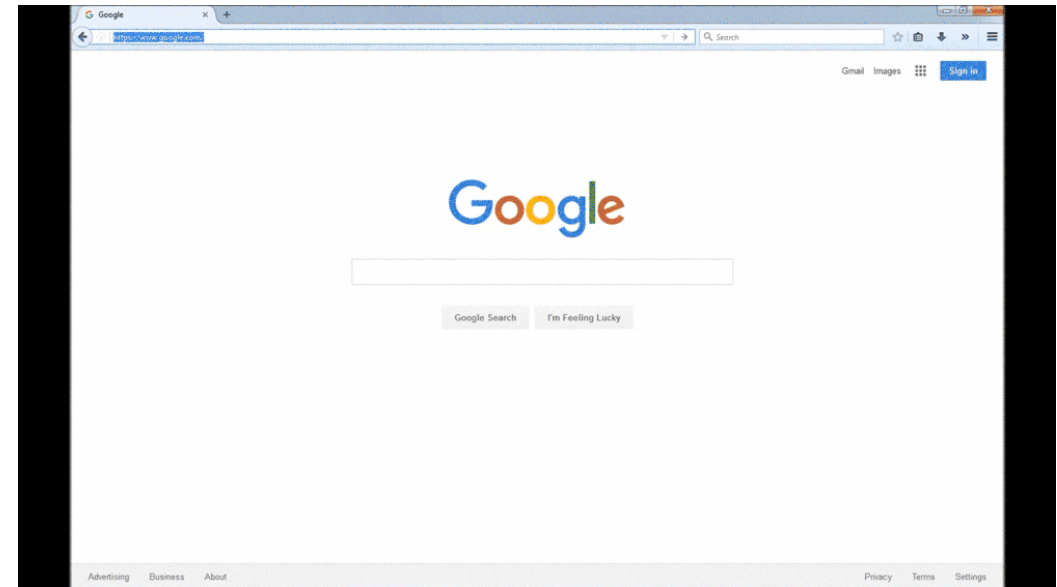 Google
https://www.google.com/
Search
Gmail Images Sign in
Google
Google Search I'm Feeling Lucky
Advertising Business About Privacy Terms Settings